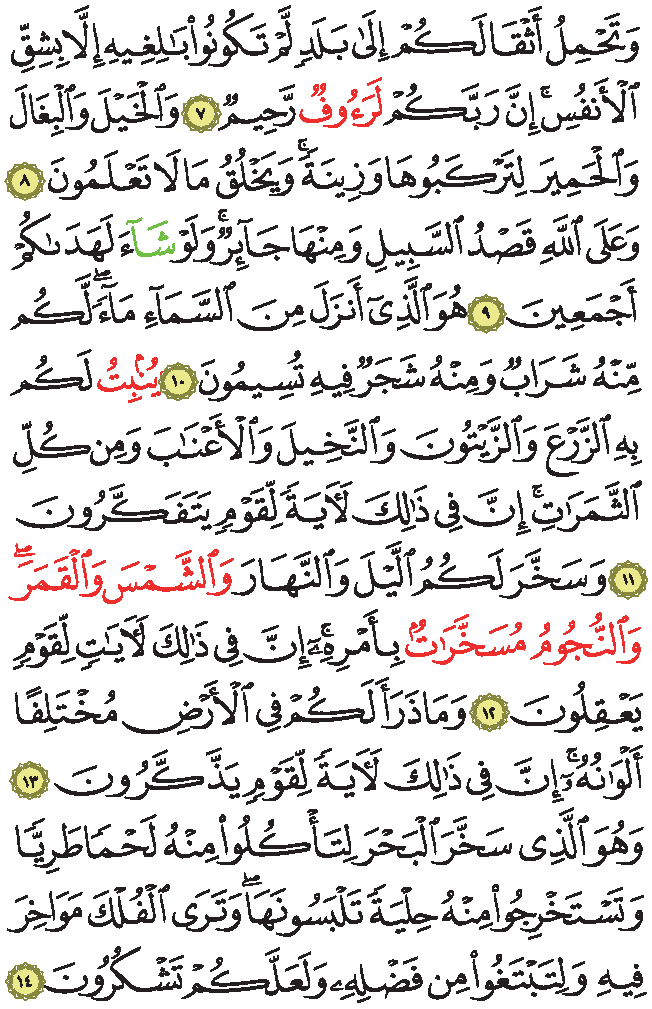 وَتَحْمِلُ أَثْقَالَكُمْ إِلَىٰ بَلَدٍ لَّمْ تَكُونُوا۟ بَـٰلِغِيهِ إِلَّا بِشِقِّ
ٱلْأَنفُسِ ۚ إِنَّ رَبَّكُمْ لَرَءُوفٌ رَّحِيمٌ ٧ وَٱلْخَيْلَ وَٱلْبِغَالَ
وَٱلْحَمِيرَ لِتَرْكَبُوهَا وَزِينَةً ۚ وَيَخْلُقُ مَا لَا تَعْلَمُونَ ٨
وَعَلَى ٱللَّهِ قَصْدُ ٱلسَّبِيلِ وَمِنْهَا جَآئِرٌ ۚ وَلَوْ شَآءَ لَهَدَىٰكُمْ
أَجْمَعِينَ ٩ هُوَ ٱلَّذِىٓ أَنزَلَ مِنَ ٱلسَّمَآءِ مَآءً ۖ لَّكُم
مِّنْهُ شَرَابٌ وَمِنْهُ شَجَرٌ فِيهِ تُسِيمُونَ ١٠ يُنۢبِتُ لَكُم
بِهِ ٱلزَّرْعَ وَٱلزَّيْتُونَ وَٱلنَّخِيلَ وَٱلْأَعْنَـٰبَ وَمِن كُلِّ
ٱلثَّمَرَٰتِ ۗ إِنَّ فِى ذَٰلِكَ لَـَٔايَةً لِّقَوْمٍ يَتَفَكَّرُونَ
١١ وَسَخَّرَ لَكُمُ ٱلَّيْلَ وَٱلنَّهَارَ وَٱلشَّمْسَ وَٱلْقَمَرَ ۖ
وَٱلنُّجُومُ مُسَخَّرَٰتٌۢ بِأَمْرِهِۦٓ ۗ إِنَّ فِى ذَٰلِكَ لَـَٔايَـٰتٍ لِّقَوْمٍ
يَعْقِلُونَ ١٢ وَمَا ذَرَأَ لَكُمْ فِى ٱلْأَرْضِ مُخْتَلِفًا
أَلْوَٰنُهُۥٓ ۗ إِنَّ فِى ذَٰلِكَ لَـَٔايَةً لِّقَوْمٍ يَذَّكَّرُونَ ١٣
وَهُوَ ٱلَّذِى سَخَّرَ ٱلْبَحْرَ لِتَأْكُلُوا۟ مِنْهُ لَحْمًا طَرِيًّا
وَتَسْتَخْرِجُوا۟ مِنْهُ حِلْيَةً تَلْبَسُونَهَا ۖ وَتَرَى ٱلْفُلْكَ مَوَاخِرَ
فِيهِ وَلِتَبْتَغُوا۟ مِن فَضْلِهِۦ وَلَعَلَّكُمْ تَشْكُرُونَ ١٤